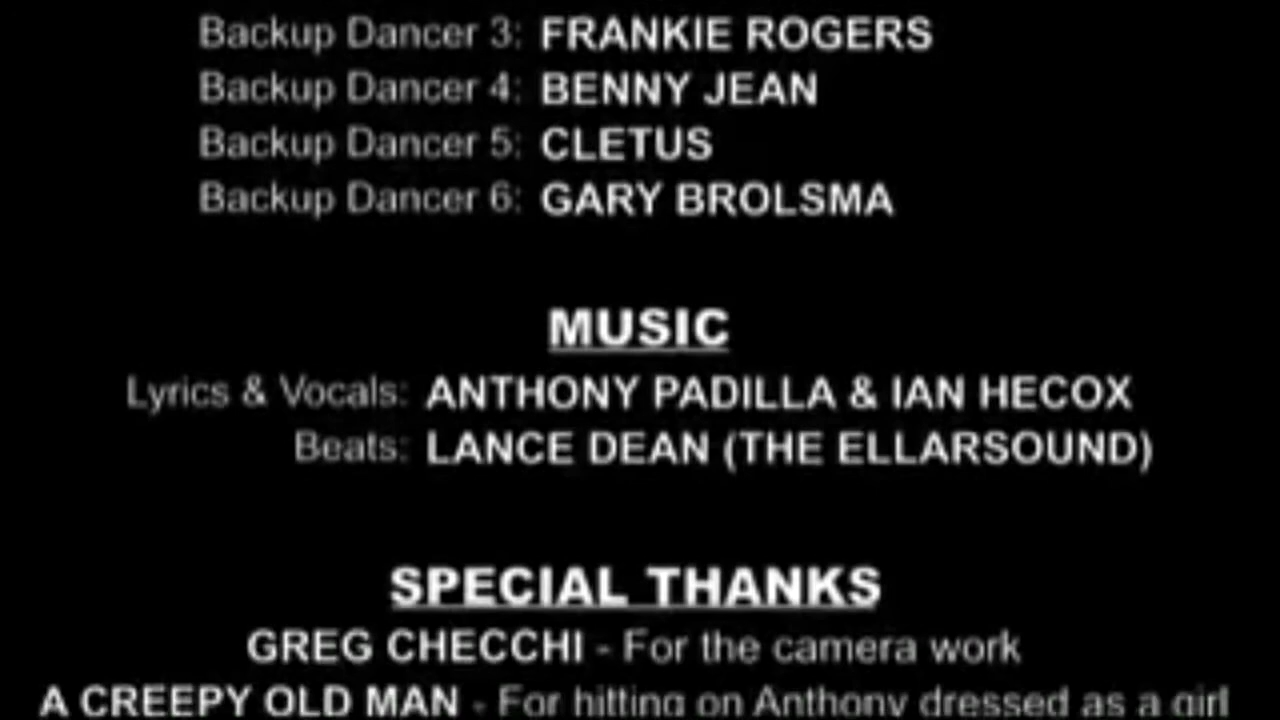 Backup Dancer 3: FRANKIE ROGERS
Backup Dancer 4: BENNY JEAN
Backup Dancer 5: CLETUS
Backup Dancer 6: GARY BROLSMA
MUSIC
Lyrics & Vocals: ANTHONY PADILLA & IAN HECOX
Beats: LANCE DEAN (THE ELLARSOUND)
SPECIAL THANKS
GREG CHECCHI - For the camera work
A CREEPY OLD MAN - For hitting on Anthony dressed as a girl